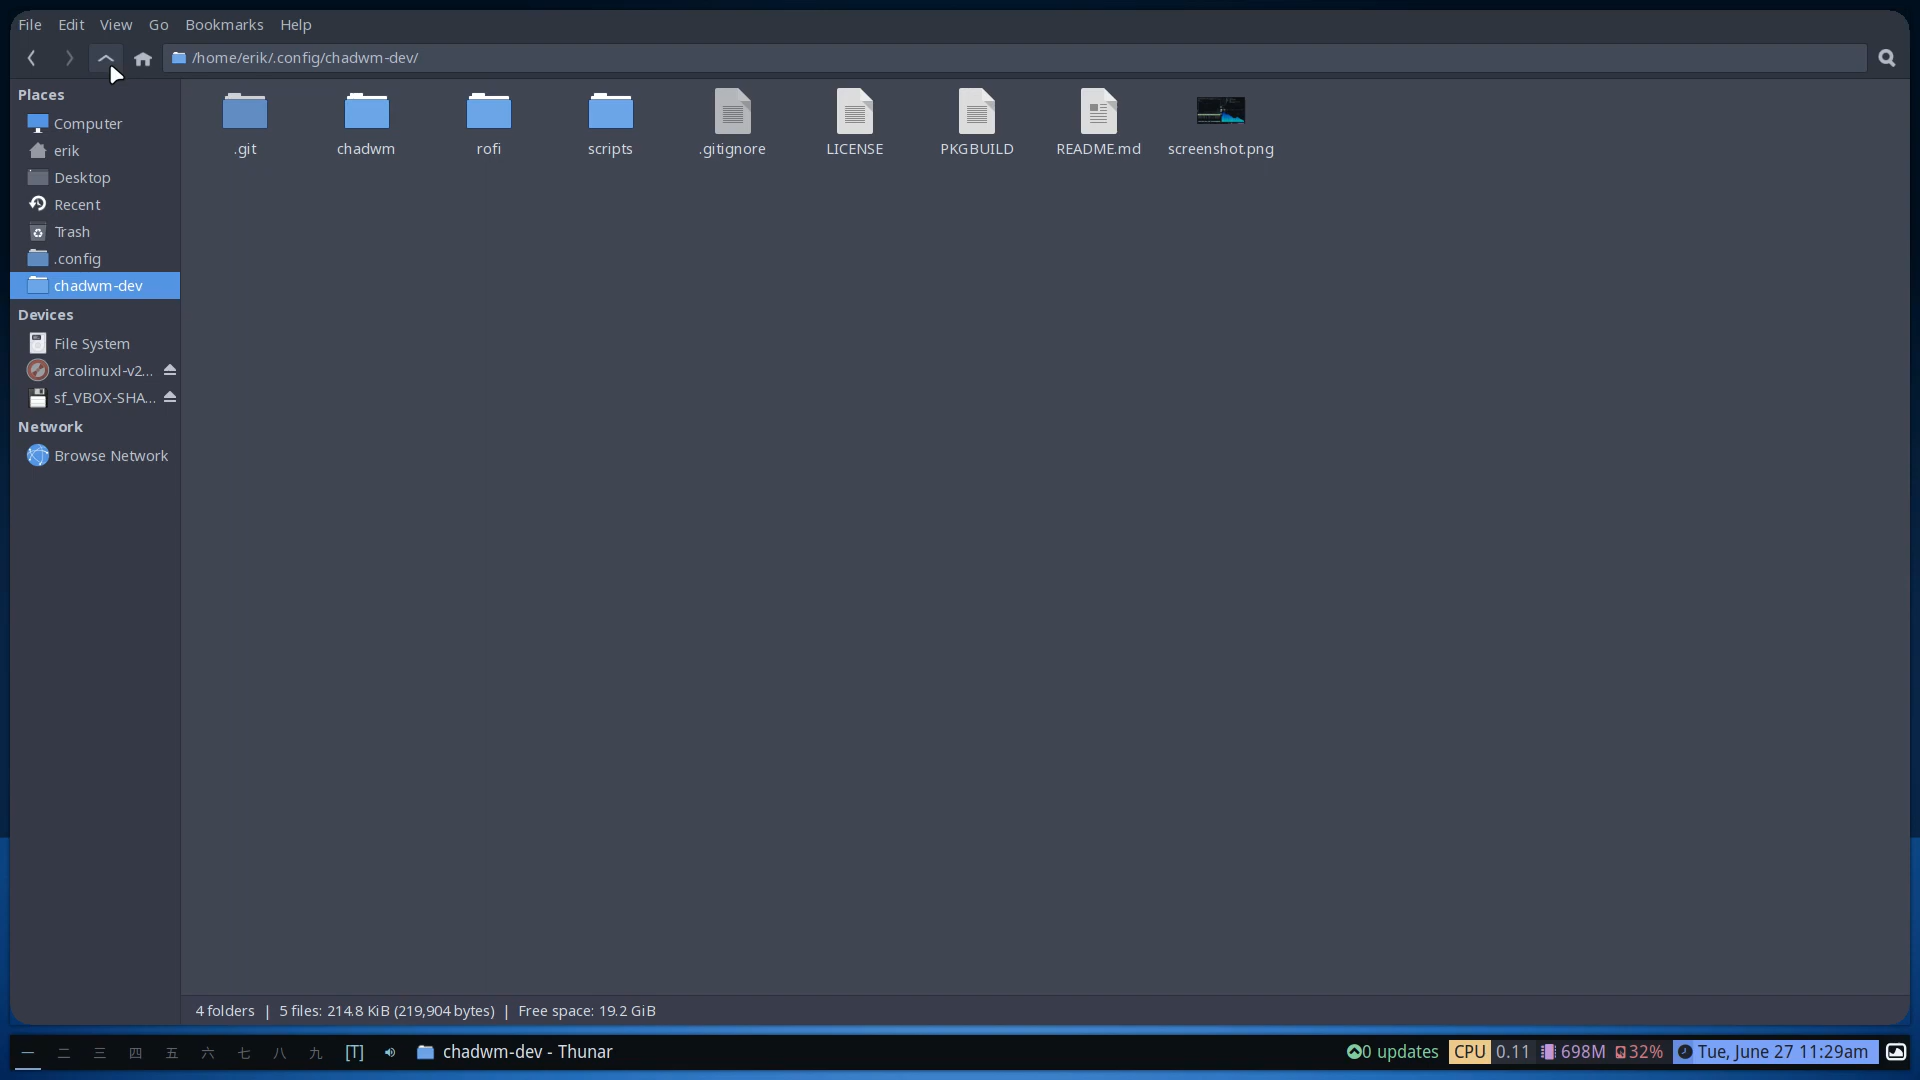 File Edit View Go Bookmarks Help
/home/erik/.config/chadwm-dev/
Places
Computer
erik
Desktop
Recent
Trash
.config
chadwm-dev
Devices
File System
arcolinuxl-v2...
sf_VBOX-SHA...
Network
Browse Network
.git chadwm rofi scripts .gitignore LICENSE PKGBUILD README.md screenshot.png
4 folders | 5 files: 214.8 KiB (219,904 bytes) | Free space: 19.2 GiB
一 二 三 四 五 六 七 八 九 [T] chadwm-dev - Thunar 0 updates CPU 0.11 698M 32% Tue, June 27 11:29am